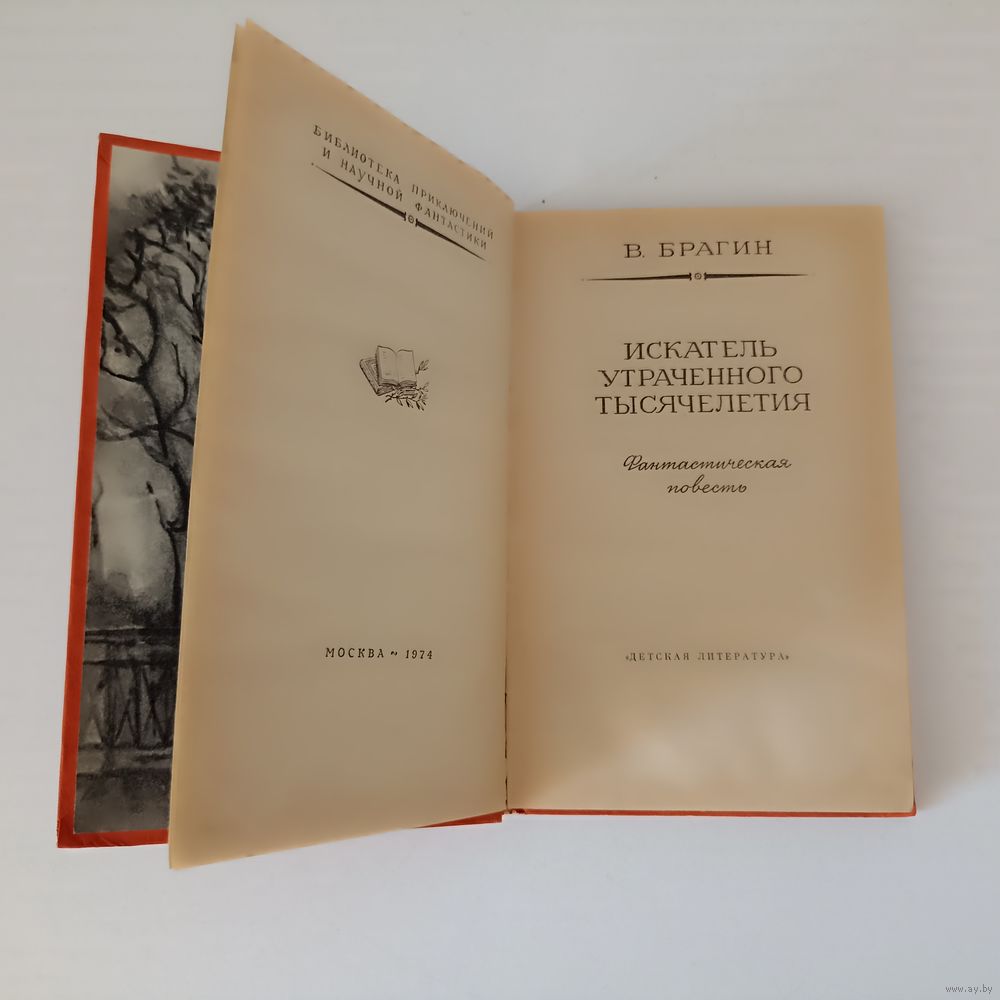 БИБЛИОТЕКА ПРИКЛЮЧЕНИЙ
И НАУЧНОЙ ФАНТАСТИКИ
МОСКВА ~ 1974
В. БРАГИН
ИСКАТЕЛЬ
УТРАЧЕННОГО
ТЫСЯЧЕЛЕТИЯ
Фантастическая
повесть
«ДЕТСКАЯ ЛИТЕРАТУРА»
www.ay.by